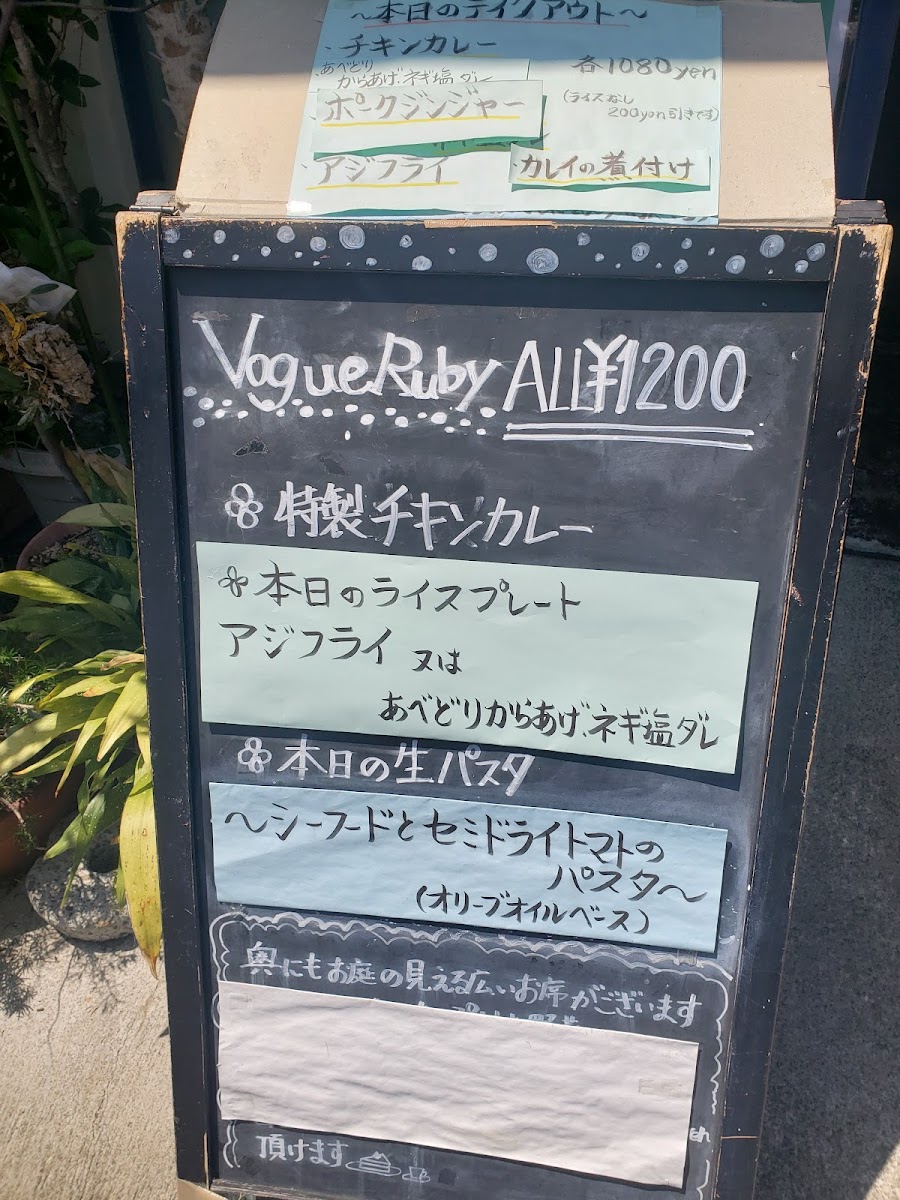 ～本日のテイクアウト～
チキンカレー
各1080yen
・あべどり
からあげ、ネギ塩ダレ
(ライスなし
200yen引きです)
ポークジンジャー
アジフライ
カレイの煮付け
Vogue Ruby ALL¥1200
特製チキンカレー
本日のライスプレート
アジフライ 又は
あべどりからあげ、ネギ塩ダレ
本日の生パスタ
～シーフードとセミドライトマトの
パスタ～
(オリーブオイルベース)
奥にもお庭の見える広いお席がございます
頂けます